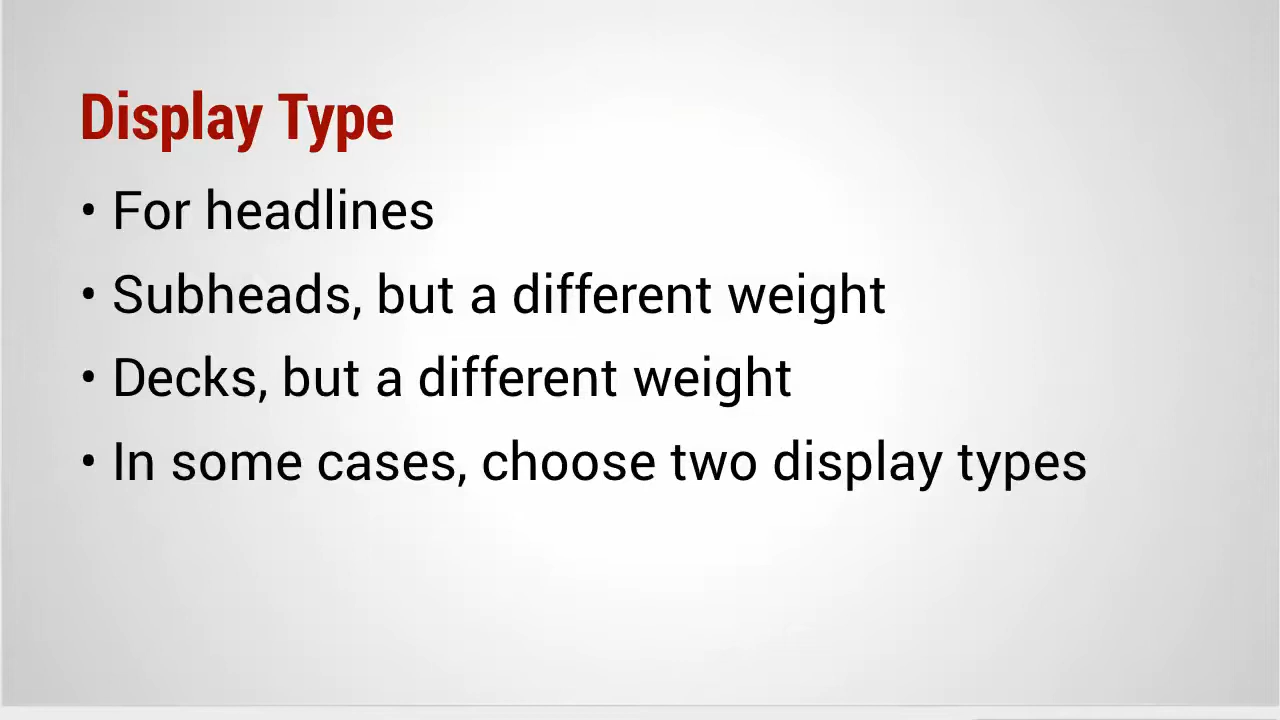 Display Type
• For headlines
• Subheads, but a different weight
• Decks, but a different weight
• In some cases, choose two display types